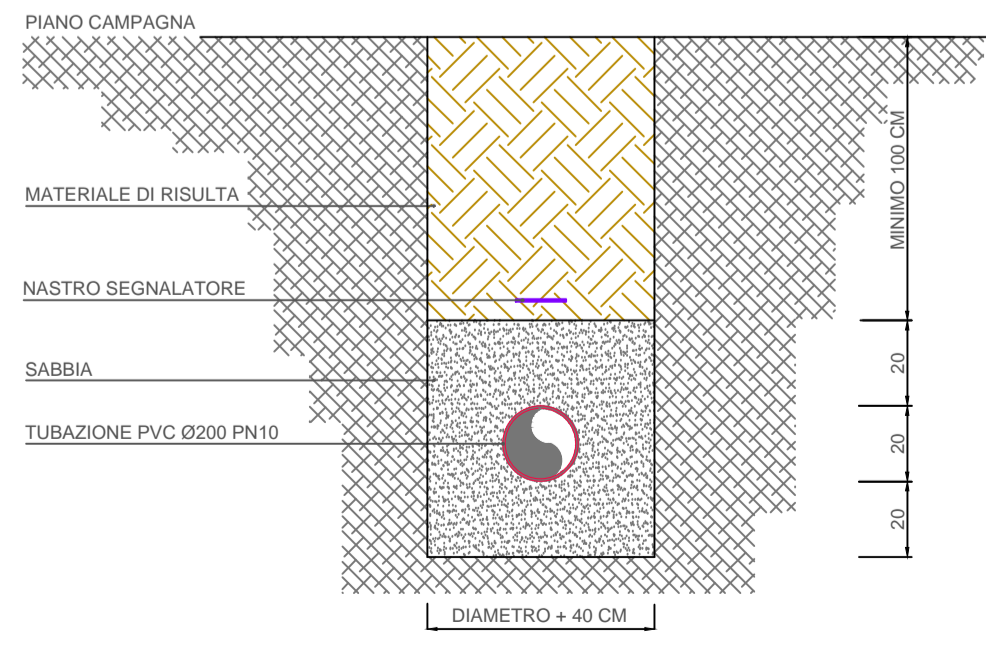 PIANO CAMPAGNA
MATERIALE DI RISULTA
NASTRO SEGNALATORE
SABBIA
TUBAZIONE PVC Ø200 PN10
MINIMO 100 CM
20
20
20
DIAMETRO + 40 CM